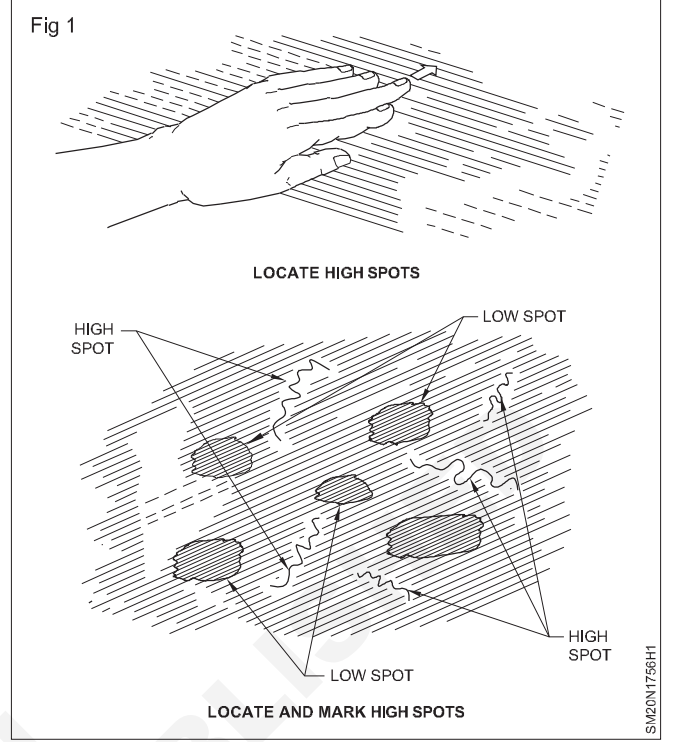 Fig 1
LOCATE HIGH SPOTS
HIGH
SPOT
LOW SPOT
LOW SPOT
HIGH
SPOT
LOCATE AND MARK HIGH SPOTS
SM20N1756H1